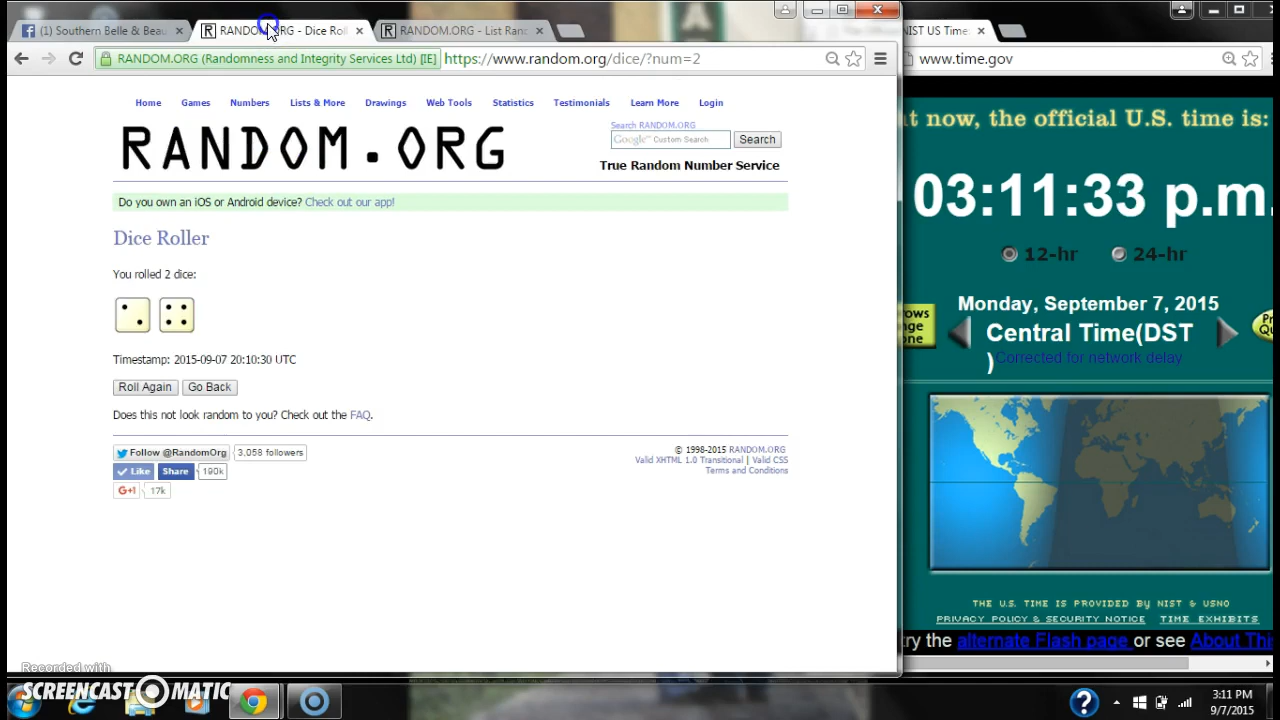 (1) Southern Belle & Beau
RANDOM.ORG - Dice Rol
RANDOM.ORG - List Ran
NIST US Time
RANDOM.ORG (Randomness and Integrity Services Ltd) [IE]
https://www.random.org/dice/?num=2
www.time.gov
Home Games Numbers Lists & More Drawings Web Tools Statistics Testimonials Learn More Login
RANDOM.ORG
Search RANDOM.ORG
Google™ Custom Search
Search
True Random Number Service
Do you own an iOS or Android device? Check out our app!
Dice Roller
You rolled 2 dice:
Timestamp: 2015-09-07 20:10:30 UTC
Roll Again Go Back
Does this not look random to you? Check out the FAQ.
Follow @RandomOrg 3,058 followers
Like Share 190k
G+1 17k
© 1998-2015 RANDOM.ORG
Valid XHTML 1.0 Transitional | Valid CSS
Terms and Conditions
t now, the official U.S. time is:
03:11:33 p.m.
12-hr 24-hr
Monday, September 7, 2015
Central Time(DST
)
Corrected for network delay
rows
nge
one
THE U.S. TIME IS PROVIDED BY NIST & USNO
PRIVACY POLICY & SECURITY NOTICE TIME EXHIBITS
try the alternate Flash page or see About Thi
Recorded with
SCREENCAST-O-MATIC
3:11 PM
9/7/2015